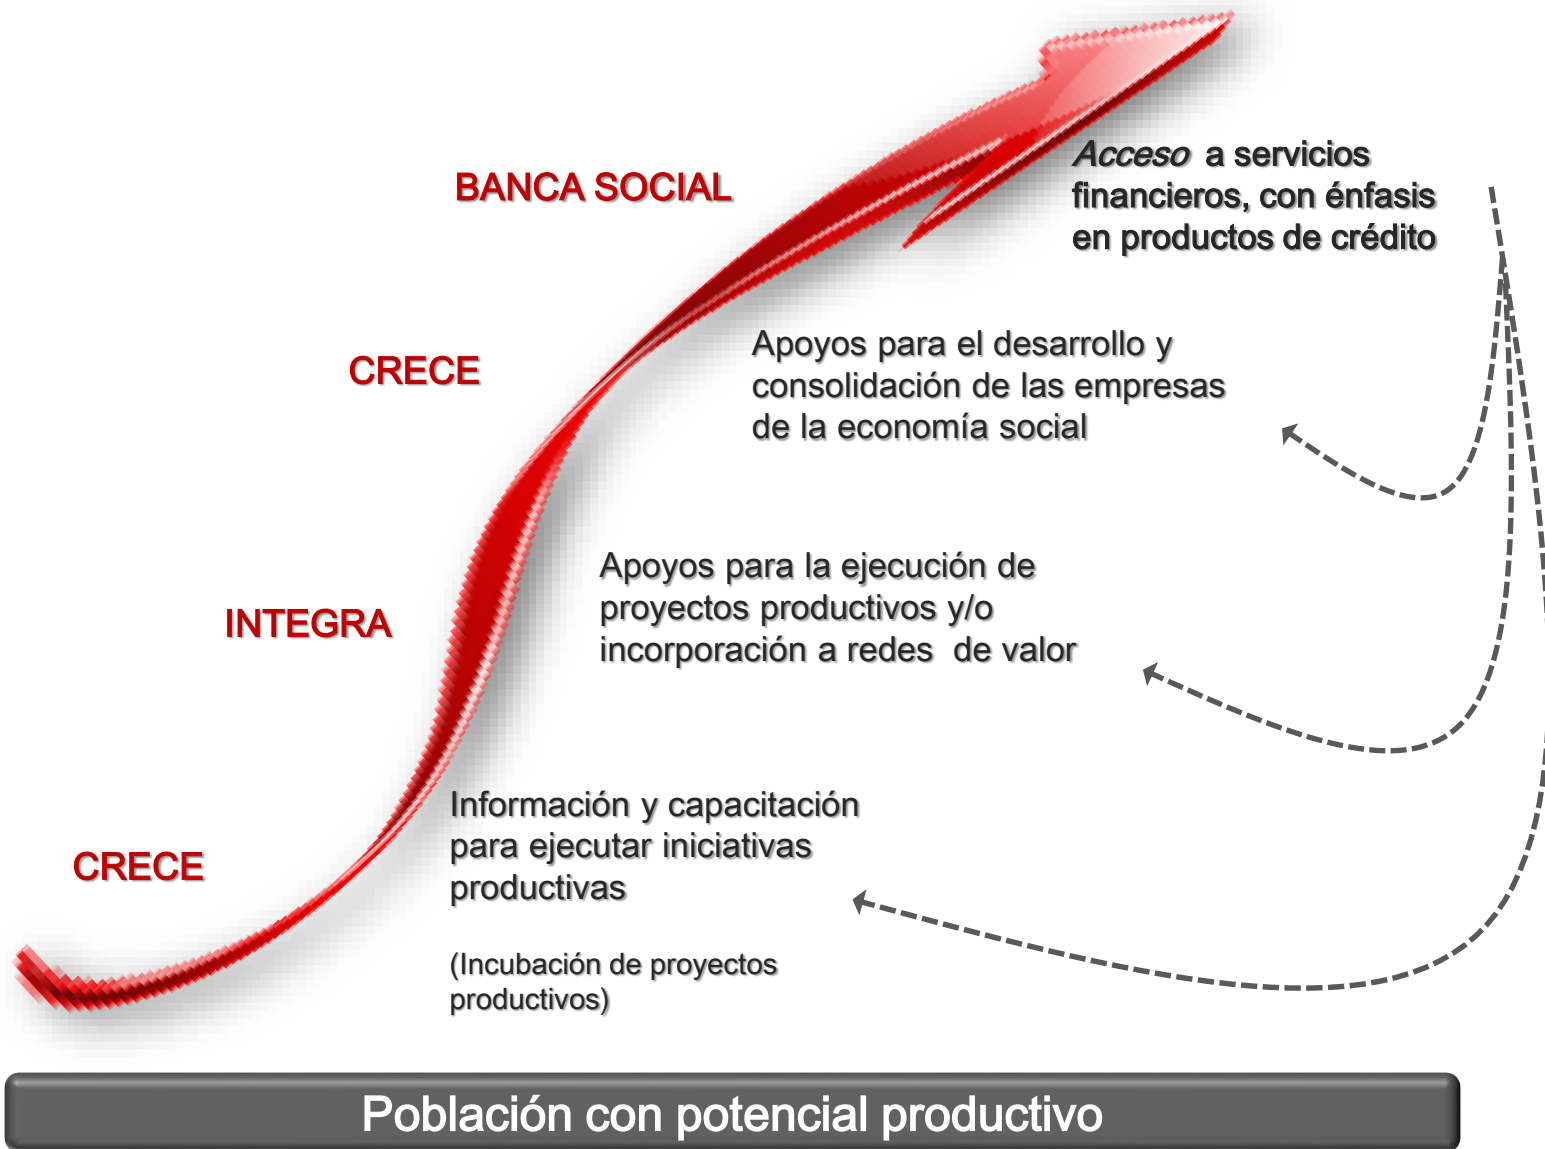 BANCA SOCIAL
Acceso a servicios
financieros, con énfasis
en productos de crédito
CRECE
Apoyos para el desarrollo y
consolidación de las empresas
de la economía social
INTEGRA
Apoyos para la ejecución de
proyectos productivos y/o
incorporación a redes de valor
CRECE
Información y capacitación
para ejecutar iniciativas
productivas
(Incubación de proyectos
productivos)
Población con potencial productivo